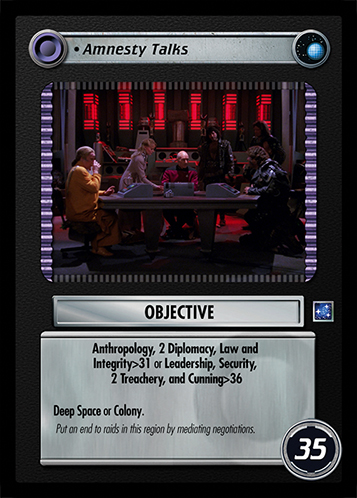 • Amnesty Talks
OBJECTIVE
Anthropology, 2 Diplomacy, Law and
Integrity>31 or Leadership, Security,
2 Treachery, and Cunning>36
Deep Space or Colony.
Put an end to raids in this region by mediating negotiations.
35